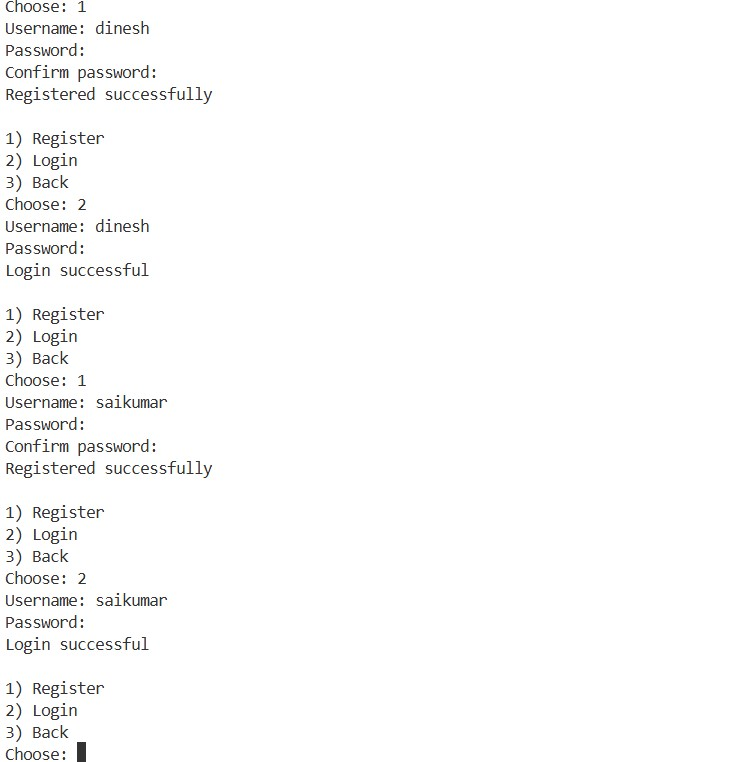 Choose: 1
Username: dinesh
Password:
Confirm password:
Registered successfully

1) Register
2) Login
3) Back
Choose: 2
Username: dinesh
Password:
Login successful

1) Register
2) Login
3) Back
Choose: 1
Username: saikumar
Password:
Confirm password:
Registered successfully

1) Register
2) Login
3) Back
Choose: 2
Username: saikumar
Password:
Login successful

1) Register
2) Login
3) Back
Choose: